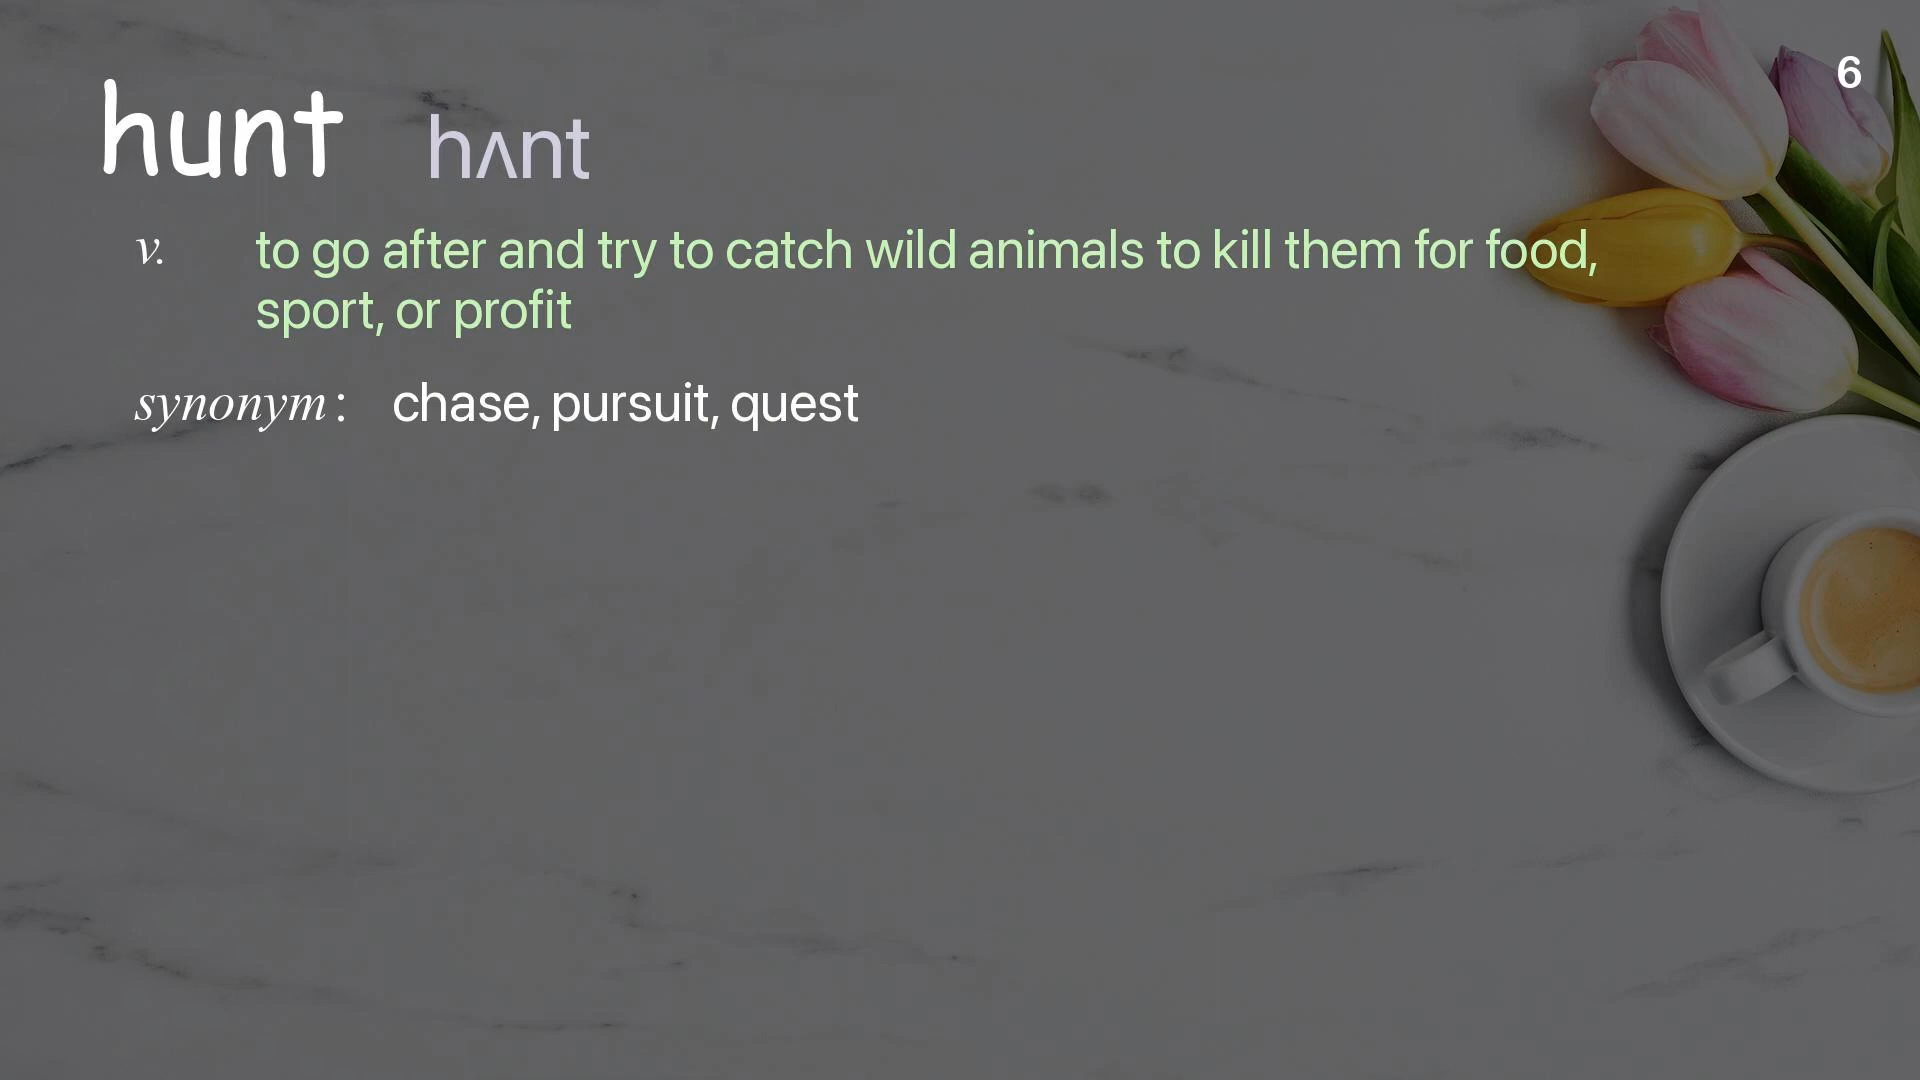 6
hunt hʌnt
v. to go after and try to catch wild animals to kill them for food,
sport, or profit
synonym : chase, pursuit, quest